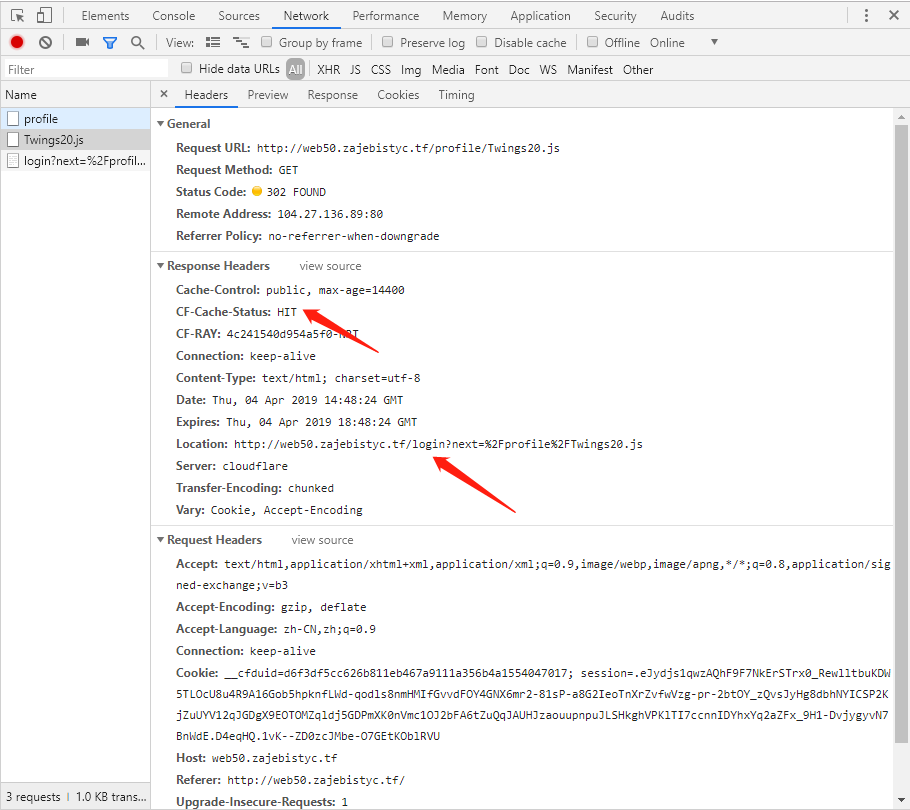 Elements Console Sources Network Performance Memory Application Security Audits
View: Group by frame Preserve log Disable cache Offline Online
Filter Hide data URLs All XHR JS CSS Img Media Font Doc WS Manifest Other
Name
Headers Preview Response Cookies Timing
profile
Twings20.js
login?next=%2Fprofil...
General
Request URL: http://web50.zajebistyc.tf/profile/Twings20.js
Request Method: GET
Status Code: 302 FOUND
Remote Address: 104.27.136.89:80
Referrer Policy: no-referrer-when-downgrade
Response Headers view source
Cache-Control: public, max-age=14400
CF-Cache-Status: HIT
CF-RAY:
Connection: keep-alive
Content-Type: text/html; charset=utf-8
Date: Thu, 04 Apr 2019 14:48:24 GMT
Expires: Thu, 04 Apr 2019 18:48:24 GMT
Location: http://web50.zajebistyc.tf/login?next=%2Fprofile%2FTwings20.js
Server: cloudflare
Transfer-Encoding: chunked
Vary: Cookie, Accept-Encoding
Request Headers view source
Accept: text/html,application/xhtml+xml,application/xml;q=0.9,image/webp,image/apng,*/*;q=0.8,application/sig
ned-exchange;v=b3
Accept-Encoding: gzip, deflate
Accept-Language: zh-CN,zh;q=0.9
Connection: keep-alive
Cookie: __cfduid=d6f3df5cc626b811eb467a9111a356b4a1554047017; session=.eJydjs1qwzAQhF9F7NkErSTrx0_RewlltbuKDW
5TLOcU8u4R9A16Gob5hpknfLWd-qodls8nmHMIfGvvdFOY4GNX6mr2-81sP-a8G2IeoTnXrZvfwVzg-pr-2btOY_zQvsJyHg8dbhNYICSP2K
jZuUYV12qJGDgX9EOTOMZqldj5GDPmXK0nVmc1OJ2bFA6tZuQqJAUHJzaouupnpuJLSHkghVPKlTI7ccnnIDYhxYq2aZFx_9H1-DvjygyvN7
BnWdE.D4eqHQ.1vK--ZD0zcJMbe-O7GEtKOblRVU
Host: web50.zajebistyc.tf
Referer: http://web50.zajebistyc.tf/
Upgrade-Insecure-Requests: 1
3 requests | 1.0 KB trans...